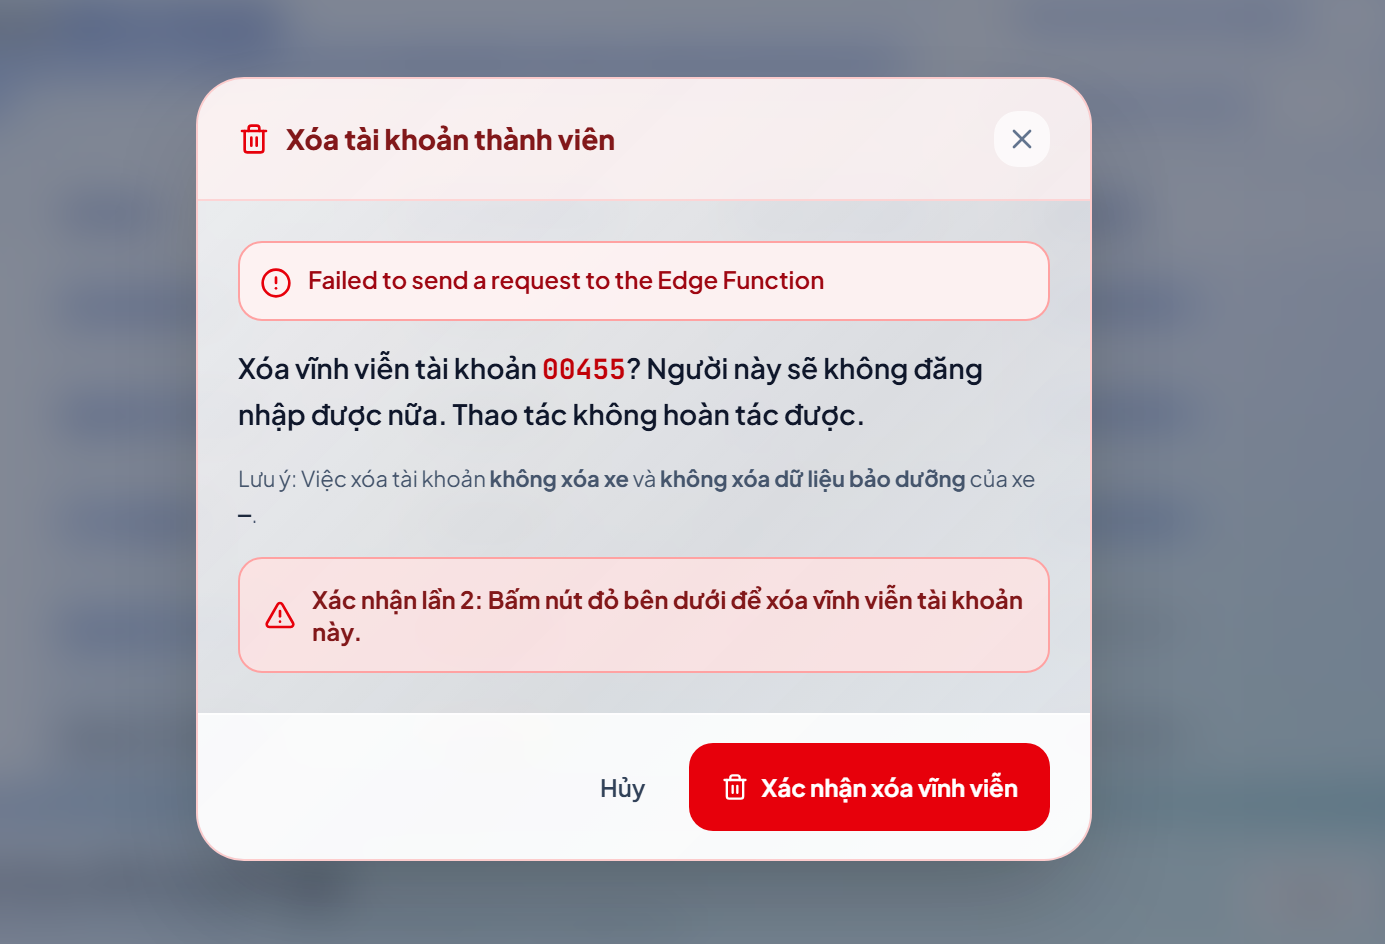 Xóa tài khoản thành viên
Failed to send a request to the Edge Function
Xóa vĩnh viễn tài khoản 00455? Người này sẽ không đăng
nhập được nữa. Thao tác không hoàn tác được.
Lưu ý: Việc xóa tài khoản không xóa xe và không xóa dữ liệu bảo dưỡng của xe
—.
Xác nhận lần 2: Bấm nút đỏ bên dưới để xóa vĩnh viễn tài khoản
này.
Hủy
Xác nhận xóa vĩnh viễn